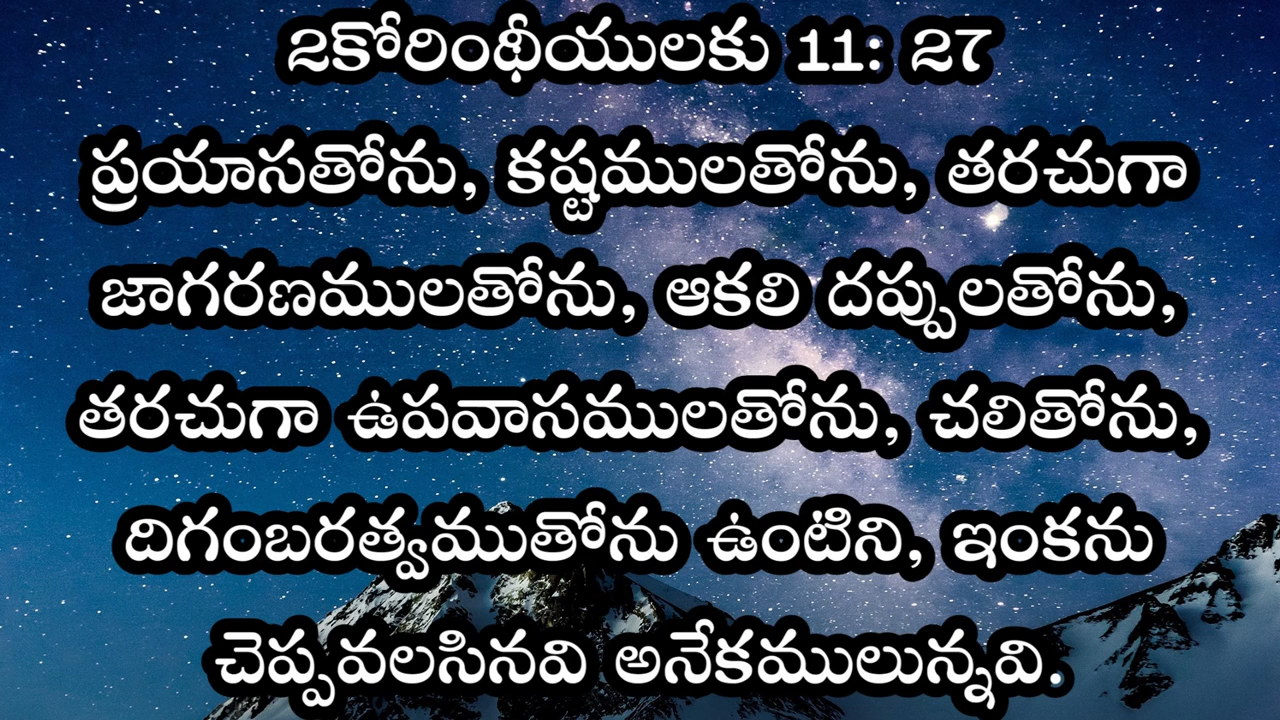 2కోరింథీయులకు 11: 27
ప్రయాసతోను, కష్టములతోను, తరచుగా
జాగరణములతోను, ఆకలి దప్పులతోను,
తరచుగా ఉపవాసములతోను, చలితోను,
దిగంబరత్వముతోను ఉంటిని, ఇంకను
చెప్పవలసినవి అనేకములున్నవి.